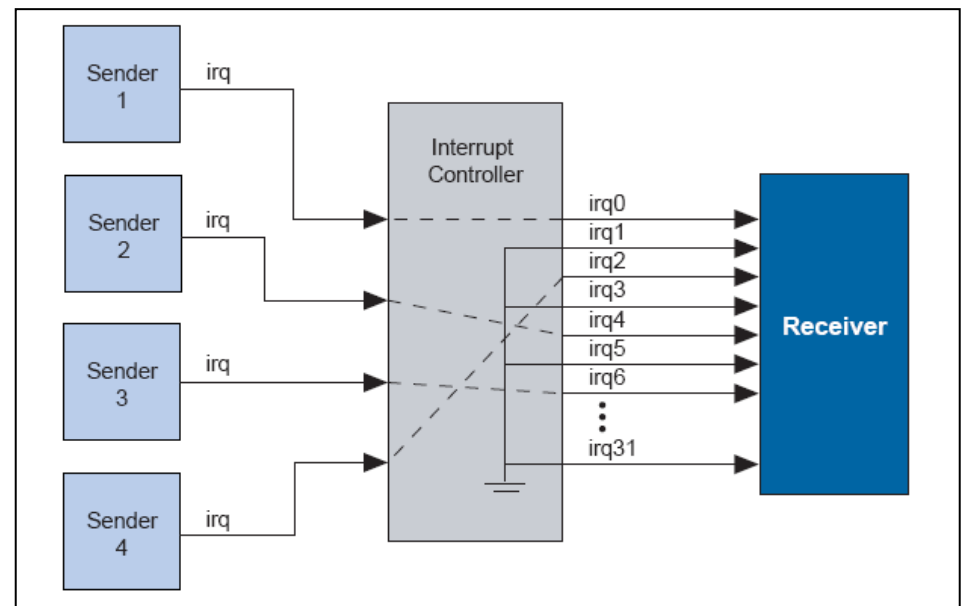 Sender
1
irq
Sender
2
irq
Sender
3
irq
Sender
4
irq
Interrupt
Controller
irq0
irq1
irq2
irq3
irq4
irq5
irq6
irq31
Receiver